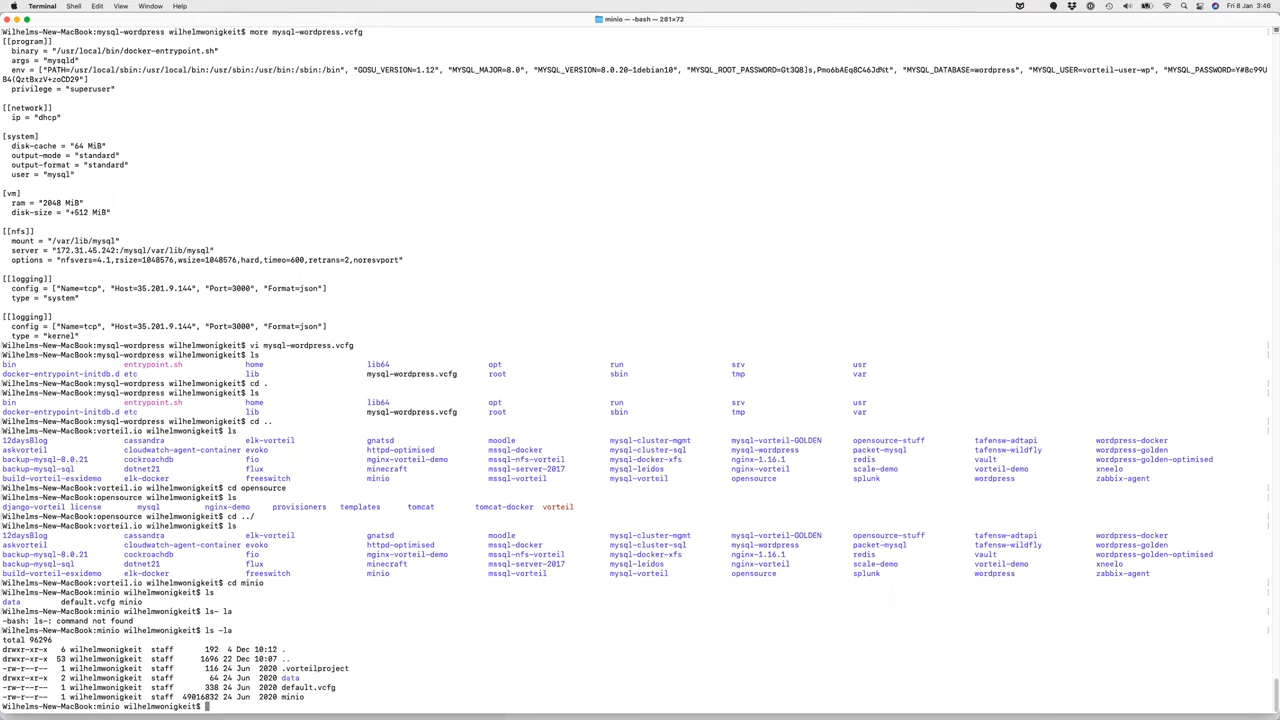 Terminal Shell Edit View Window Help Fri 8 Jan 3:46
minio — -bash — 281×72
Wilhelms-New-MacBook:mysql-wordpress wilhelmwonigkeit$ more mysql-wordpress.vcfg
[[program]]
binary = "/usr/local/bin/docker-entrypoint.sh"
args = "mysqld"
env = ["PATH=/usr/local/sbin:/usr/local/bin:/usr/sbin:/usr/bin:/sbin:/bin", "GOSU_VERSION=1.12", "MYSQL_MAJOR=8.0", "MYSQL_VERSION=8.0.20-1debian10", "MYSQL_ROOT_PASSWORD=Gt3Q8]s,Pmo6bAEq8C46Jd%t", "MYSQL_DATABASE=wordpress", "MYSQL_USER=vorteil-user-wp", "MYSQL_PASSWORD=Y#8c99U
B4(QztBxzV+zoCD29"]
privilege = "superuser"
[[network]]
ip = "dhcp"
[system]
disk-cache = "64 MiB"
output-mode = "standard"
output-format = "standard"
user = "mysql"
[vm]
ram = "2048 MiB"
disk-size = "+512 MiB"
[[nfs]]
mount = "/var/lib/mysql"
server = "172.31.45.242:/mysql/var/lib/mysql"
options = "nfsvers=4.1,rsize=1048576,wsize=1048576,hard,timeo=600,retrans=2,noresvport"
[[logging]]
config = ["Name=tcp", "Host=35.201.9.144", "Port=3000", "Format=json"]
type = "system"
[[logging]]
config = ["Name=tcp", "Host=35.201.9.144", "Port=3000", "Format=json"]
type = "kernel"
Wilhelms-New-MacBook:mysql-wordpress wilhelmwonigkeit$ vi mysql-wordpress.vcfg
Wilhelms-New-MacBook:mysql-wordpress wilhelmwonigkeit$ ls
bin entrypoint.sh home lib64 opt run srv usr
docker-entrypoint-initdb.d etc lib mysql-wordpress.vcfg root sbin tmp var
Wilhelms-New-MacBook:mysql-wordpress wilhelmwonigkeit$ cd .
Wilhelms-New-MacBook:mysql-wordpress wilhelmwonigkeit$ ls
bin entrypoint.sh home lib64 opt run srv usr
docker-entrypoint-initdb.d etc lib mysql-wordpress.vcfg root sbin tmp var
Wilhelms-New-MacBook:mysql-wordpress wilhelmwonigkeit$ cd ..
Wilhelms-New-MacBook:vorteil.io wilhelmwonigkeit$ ls
12daysBlog cassandra elk-vorteil gnatsd moodle mysql-cluster-mgmt mysql-vorteil-GOLDEN opensource-stuff tafensw-adtapi wordpress-docker
askvorteil cloudwatch-agent-container evoko httpd-optimised mssql-docker mysql-cluster-sql mysql-wordpress packet-mysql tafensw-wildfly wordpress-golden
backup-mysql-8.0.21 cockroachdb fio mginx-vorteil-demo mssql-nfs-vorteil mysql-docker-xfs nginx-1.16.1 redis vault wordpress-golden-optimised
backup-mysql-sql dotnet21 flux minecraft mssql-server-2017 mysql-leidos nginx-vorteil scale-demo vorteil-demo xneelo
build-vorteil-esxidemo elk-docker freeswitch minio mssql-vorteil mysql-vorteil opensource splunk wordpress zabbix-agent
Wilhelms-New-MacBook:vorteil.io wilhelmwonigkeit$ cd opensource
Wilhelms-New-MacBook:opensource wilhelmwonigkeit$ ls
django-vorteil license mysql nginx-demo provisioners templates tomcat tomcat-docker vorteil
Wilhelms-New-MacBook:opensource wilhelmwonigkeit$ cd ../
Wilhelms-New-MacBook:vorteil.io wilhelmwonigkeit$ ls
12daysBlog cassandra elk-vorteil gnatsd moodle mysql-cluster-mgmt mysql-vorteil-GOLDEN opensource-stuff tafensw-adtapi wordpress-docker
askvorteil cloudwatch-agent-container evoko httpd-optimised mssql-docker mysql-cluster-sql mysql-wordpress packet-mysql tafensw-wildfly wordpress-golden
backup-mysql-8.0.21 cockroachdb fio mginx-vorteil-demo mssql-nfs-vorteil mysql-docker-xfs nginx-1.16.1 redis vault wordpress-golden-optimised
backup-mysql-sql dotnet21 flux minecraft mssql-server-2017 mysql-leidos nginx-vorteil scale-demo vorteil-demo xneelo
build-vorteil-esxidemo elk-docker freeswitch minio mssql-vorteil mysql-vorteil opensource splunk wordpress zabbix-agent
Wilhelms-New-MacBook:vorteil.io wilhelmwonigkeit$ cd minio
Wilhelms-New-MacBook:minio wilhelmwonigkeit$ ls
data default.vcfg minio
Wilhelms-New-MacBook:minio wilhelmwonigkeit$ ls- la
-bash: ls-: command not found
Wilhelms-New-MacBook:minio wilhelmwonigkeit$ ls -la
total 96296
drwxr-xr-x 6 wilhelmwonigkeit staff 192 4 Dec 10:12 .
drwxr-xr-x 53 wilhelmwonigkeit staff 1696 22 Dec 10:07 ..
-rw-r--r-- 1 wilhelmwonigkeit staff 116 24 Jun 2020 .vorteilproject
drwxr-xr-x 2 wilhelmwonigkeit staff 64 24 Jun 2020 data
-rw-r--r-- 1 wilhelmwonigkeit staff 338 24 Jun 2020 default.vcfg
-rw-r--r-- 1 wilhelmwonigkeit staff 49016832 24 Jun 2020 minio
Wilhelms-New-MacBook:minio wilhelmwonigkeit$